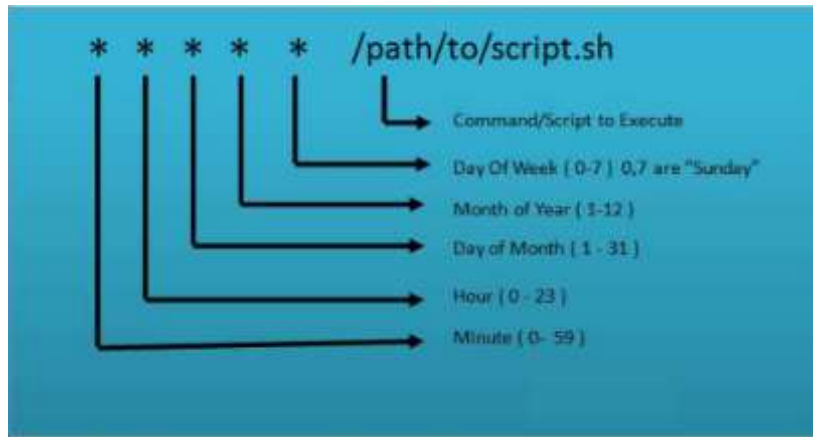 * * * * * /path/to/script.sh
Command/Script to Execute
Day Of Week ( 0-7 ) 0,7 are "Sunday"
Month of Year ( 1-12 )
Day of Month ( 1 - 31 )
Hour ( 0 - 23 )
Minute ( 0- 59 )